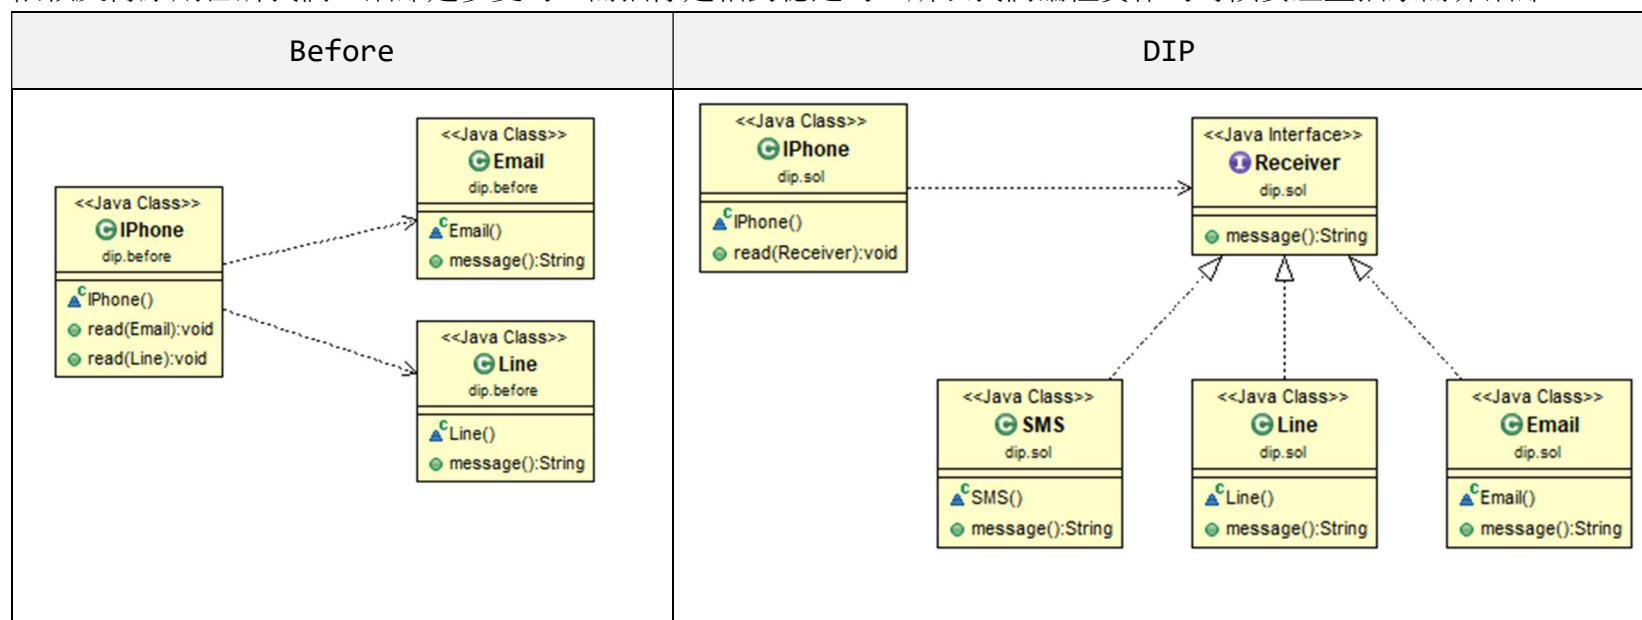 Before
DIP
<<Java Class>>
IPhone
dip.before
IPhone()
read(Email):void
read(Line):void
<<Java Class>>
Email
dip.before
Email()
message():String
<<Java Class>>
Line
dip.before
Line()
message():String
<<Java Class>>
IPhone
dip.sol
IPhone()
read(Receiver):void
<<Java Interface>>
Receiver
dip.sol
message():String
<<Java Class>>
SMS
dip.sol
SMS()
message():String
<<Java Class>>
Line
dip.sol
Line()
message():String
<<Java Class>>
Email
dip.sol
Email()
message():String